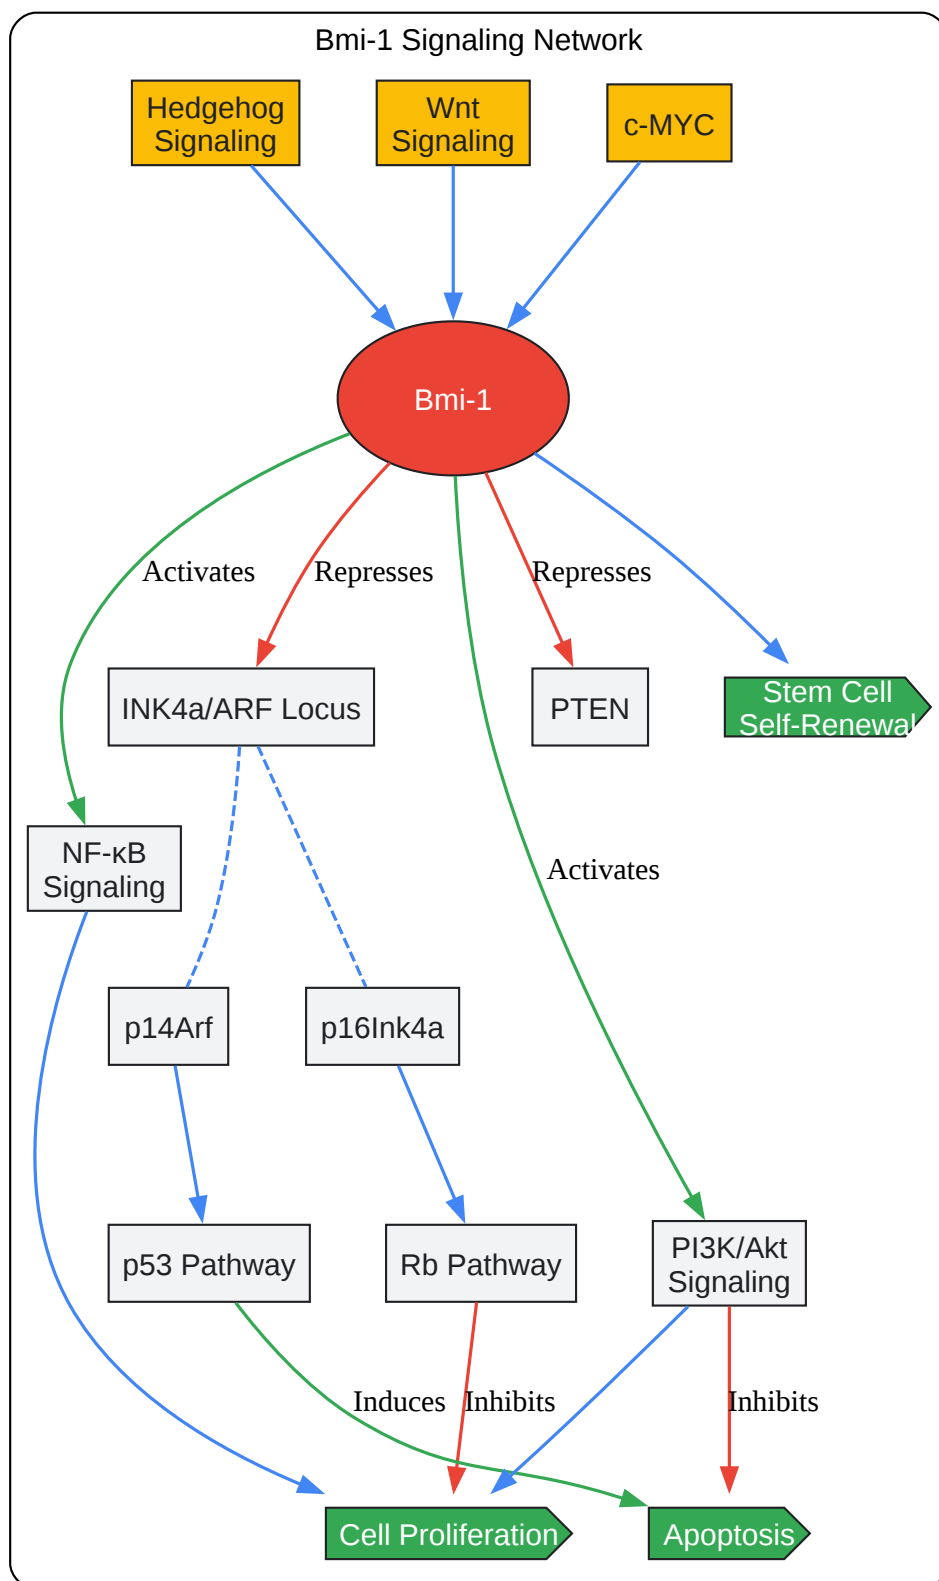 Bmi-1 Signaling Network
Hedgehog
Signaling
Wnt
Signaling
c-MYC
Bmi-1
Activates
Represses
Represses
INK4a/ARF Locus
PTEN
Stem Cell
Self-Renewal
NF-κB
Signaling
Activates
p14Arf
p16Ink4a
p53 Pathway
Rb Pathway
PI3K/Akt
Signaling
Induces
Inhibits
Inhibits
Cell Proliferation
Apoptosis